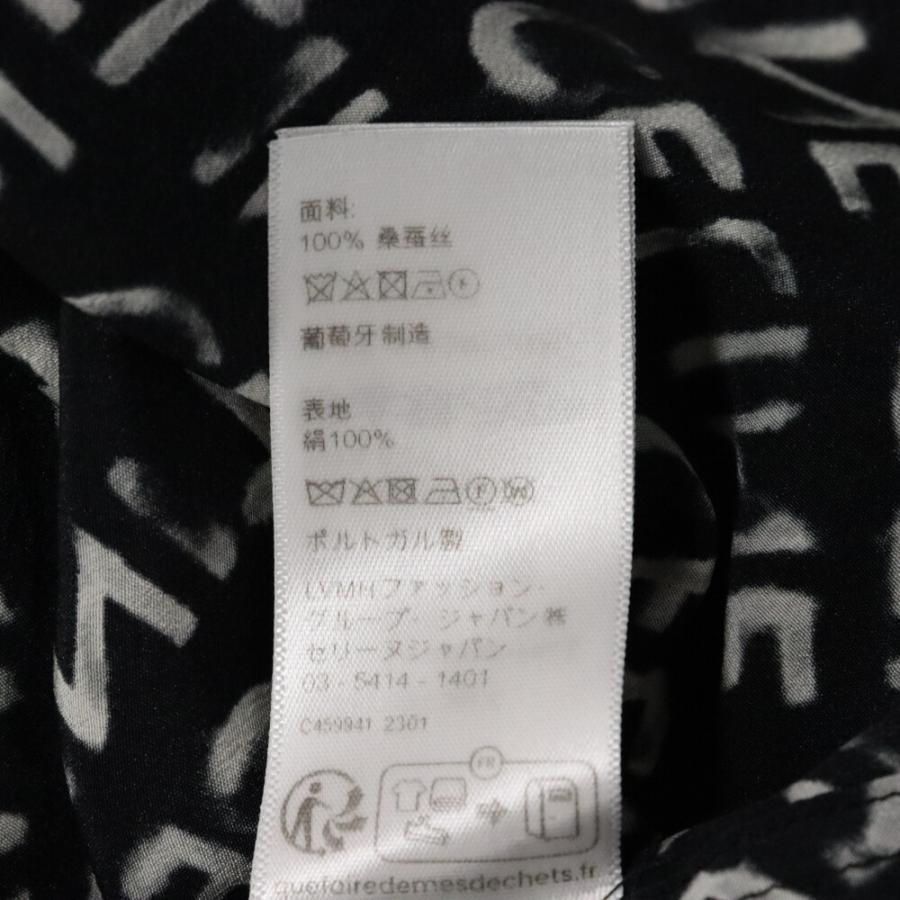 面料:
100% 桑蚕丝
葡萄牙制造
表地
絹100%
F W
ポルトガル製
LVMHファッション・
グループ・ジャパン㈱
セリーヌジャパン
03 - 5414 - 1401
C459941 2301
FR
quefairedemesdechets.fr